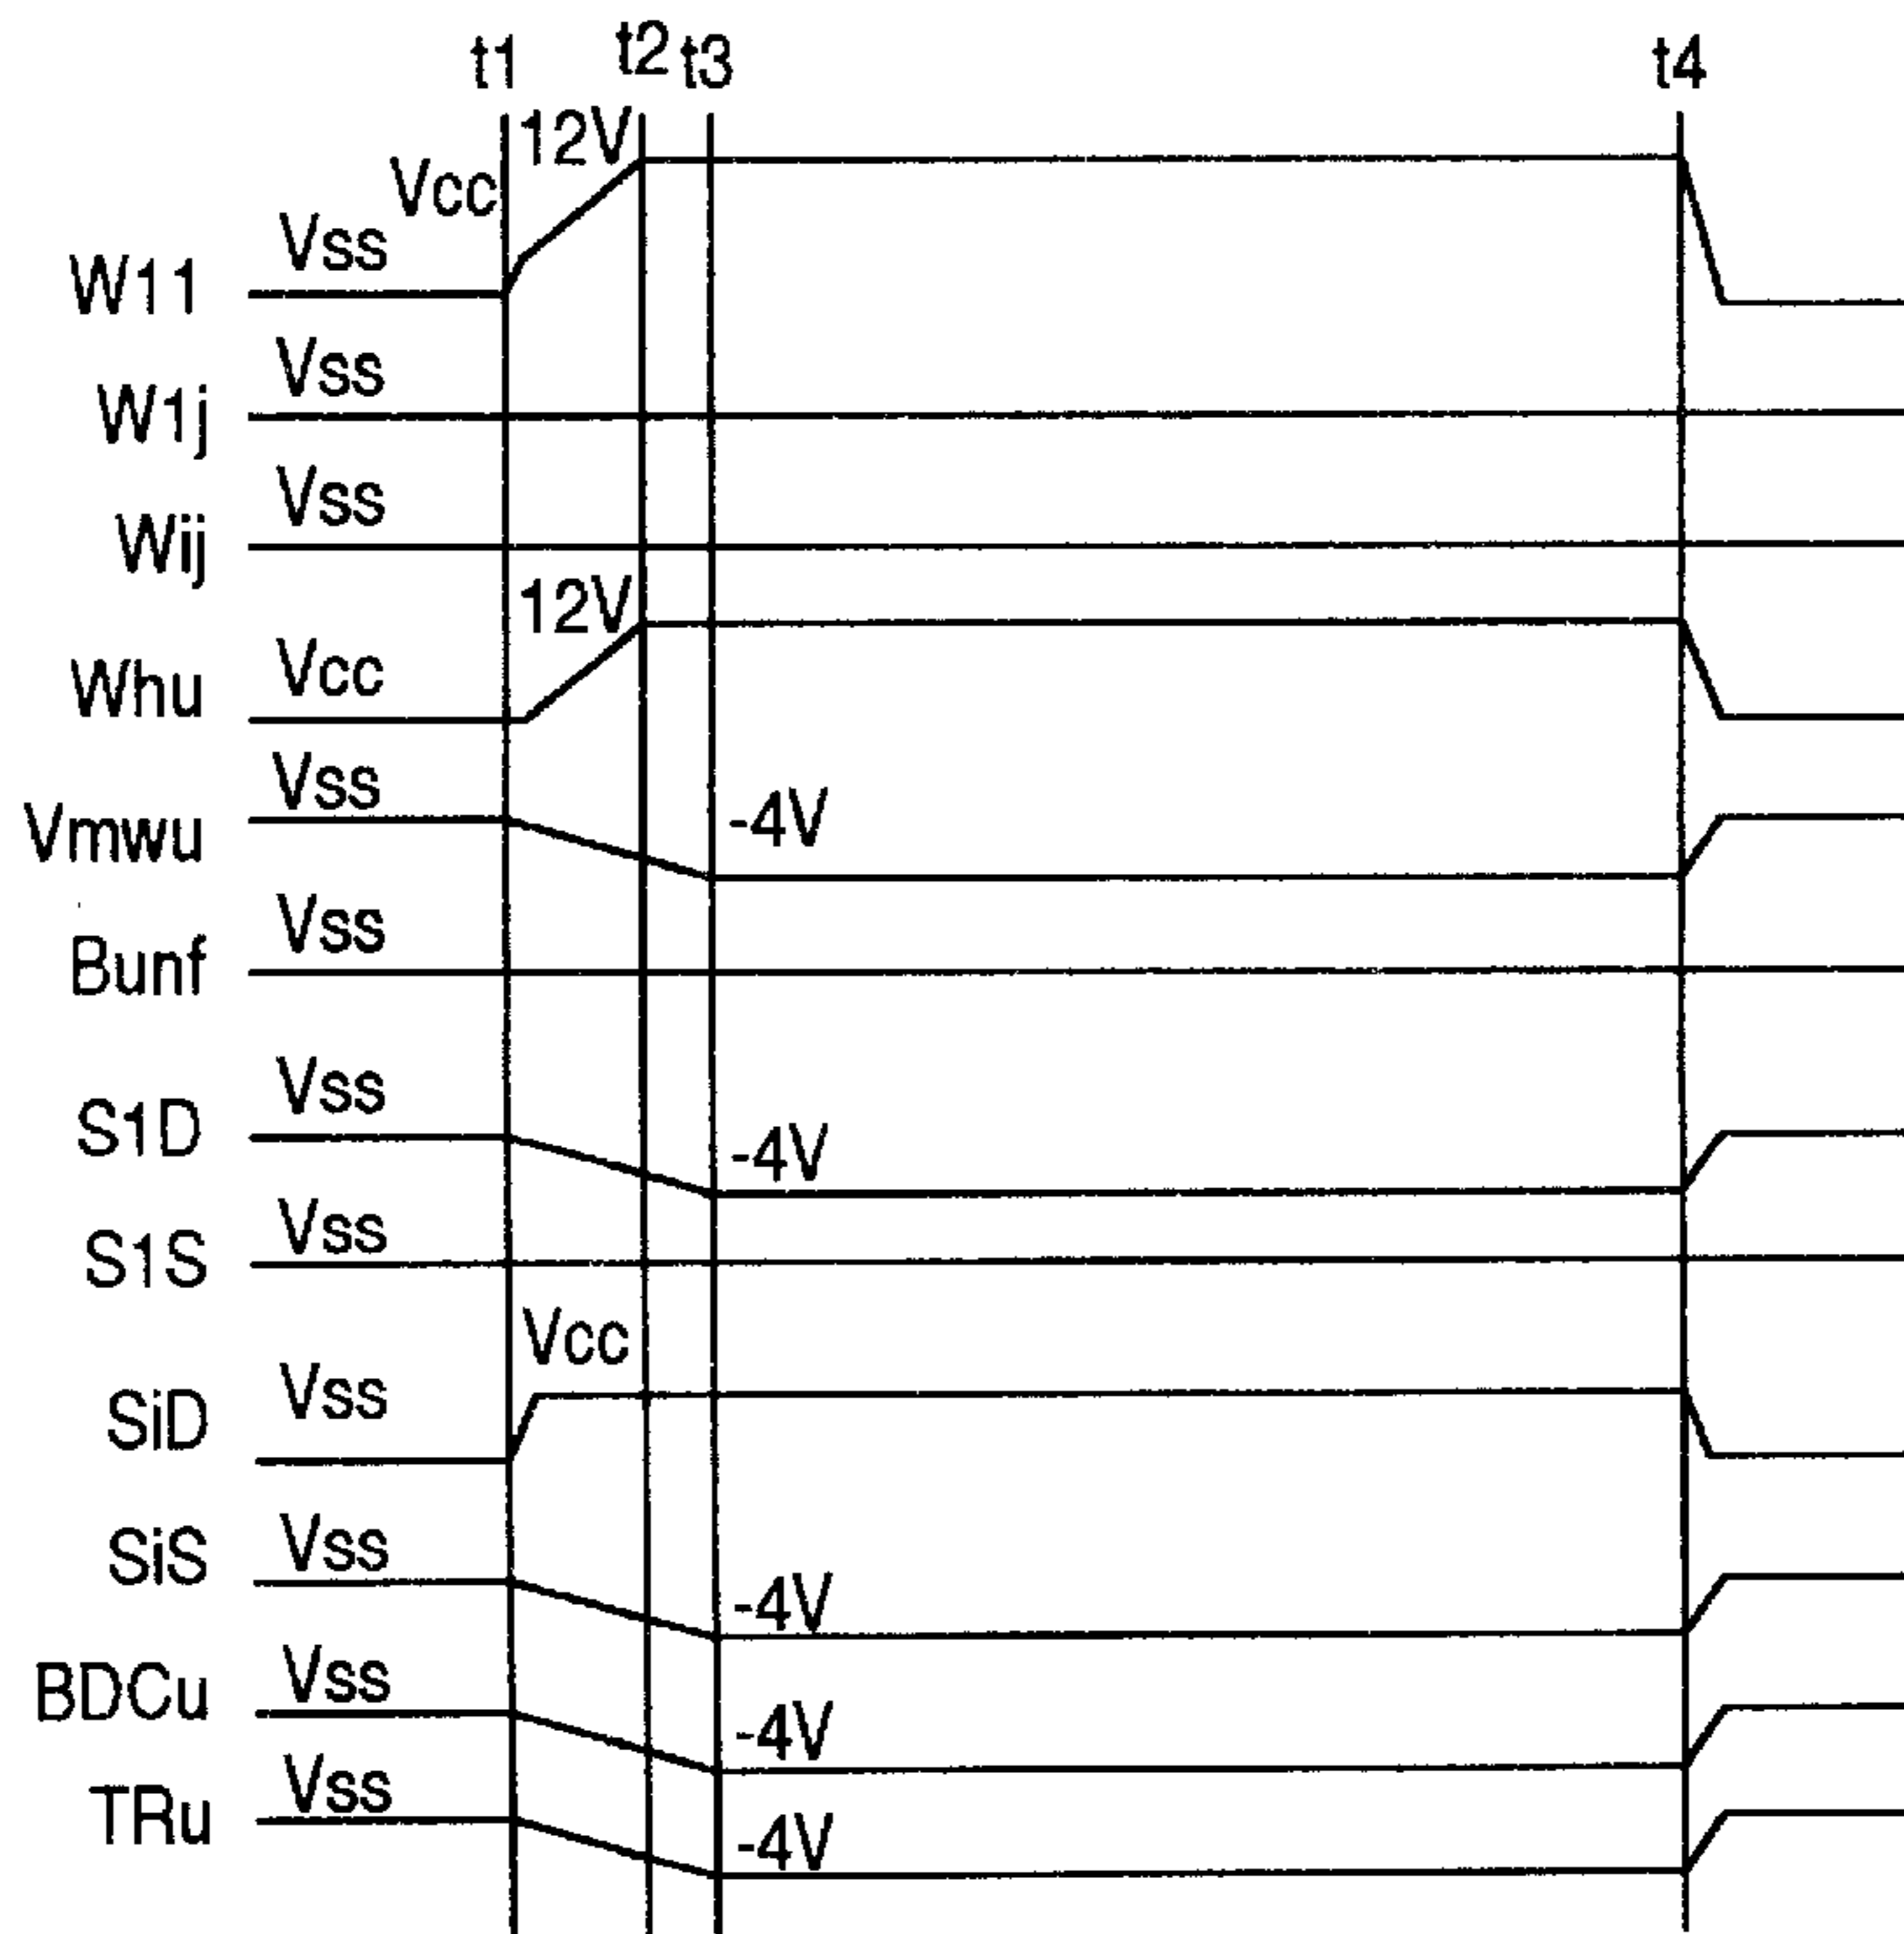 t1 t2 t3 t4
12V
Vcc
W11 Vss
W1j Vss
Wij Vss
12V
Whu Vcc
Vmwu Vss -4V
Bunf Vss
S1D Vss -4V
S1S Vss
Vcc
SiD Vss
SiS Vss -4V
BDCu Vss -4V
TRu Vss -4V